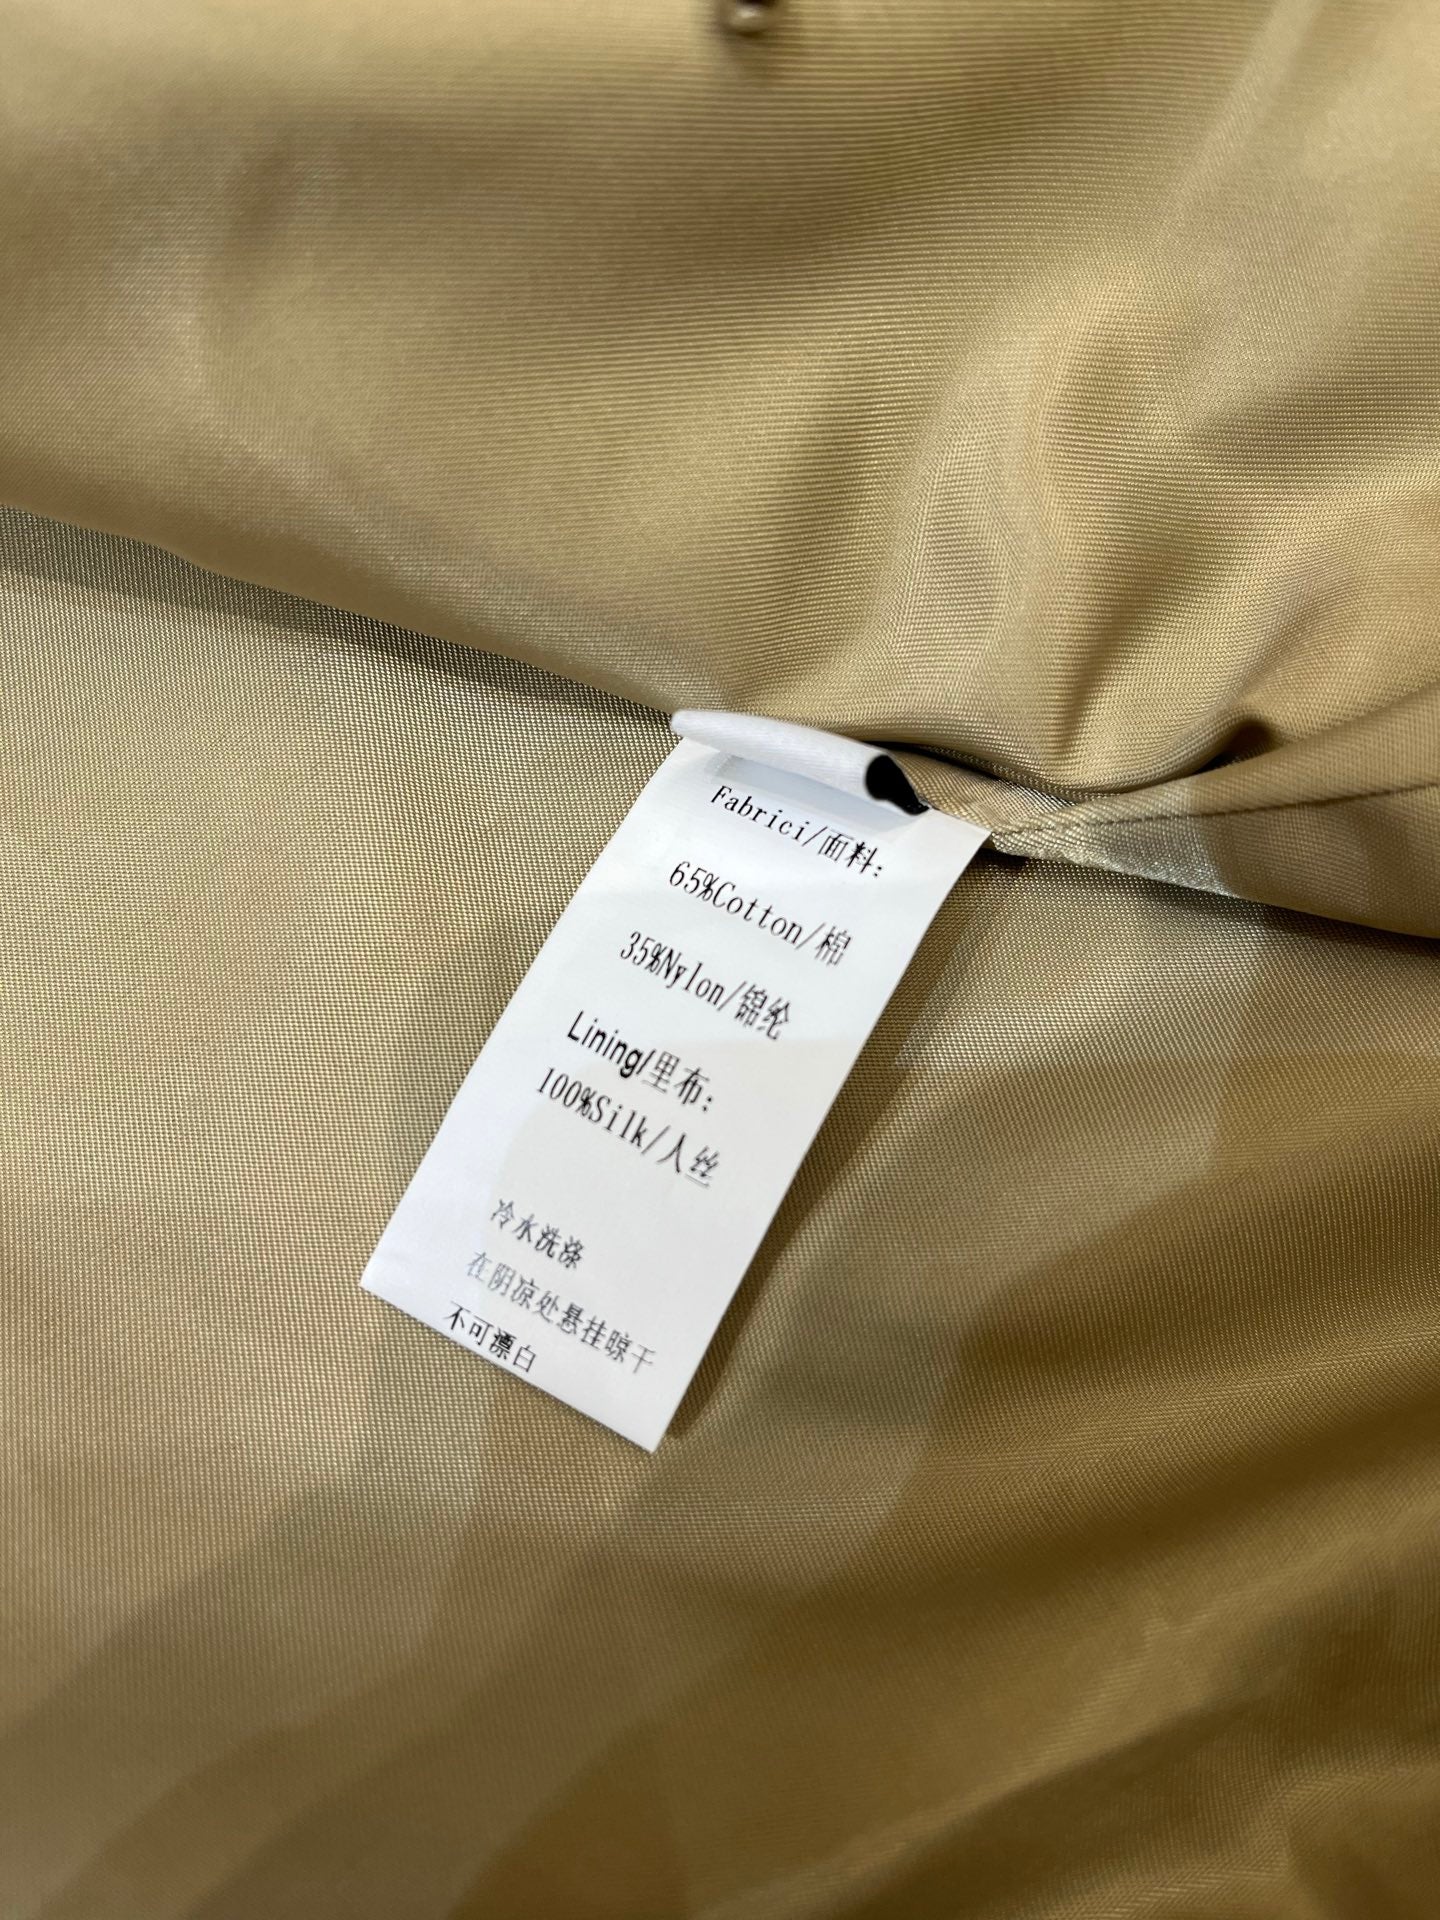 Fabrici/面料:
65%Cotton/棉
35%Nylon/锦纶
Lining/里布:
100%Silk/人丝
冷水洗涤
在阴凉处悬挂晾干
不可漂白